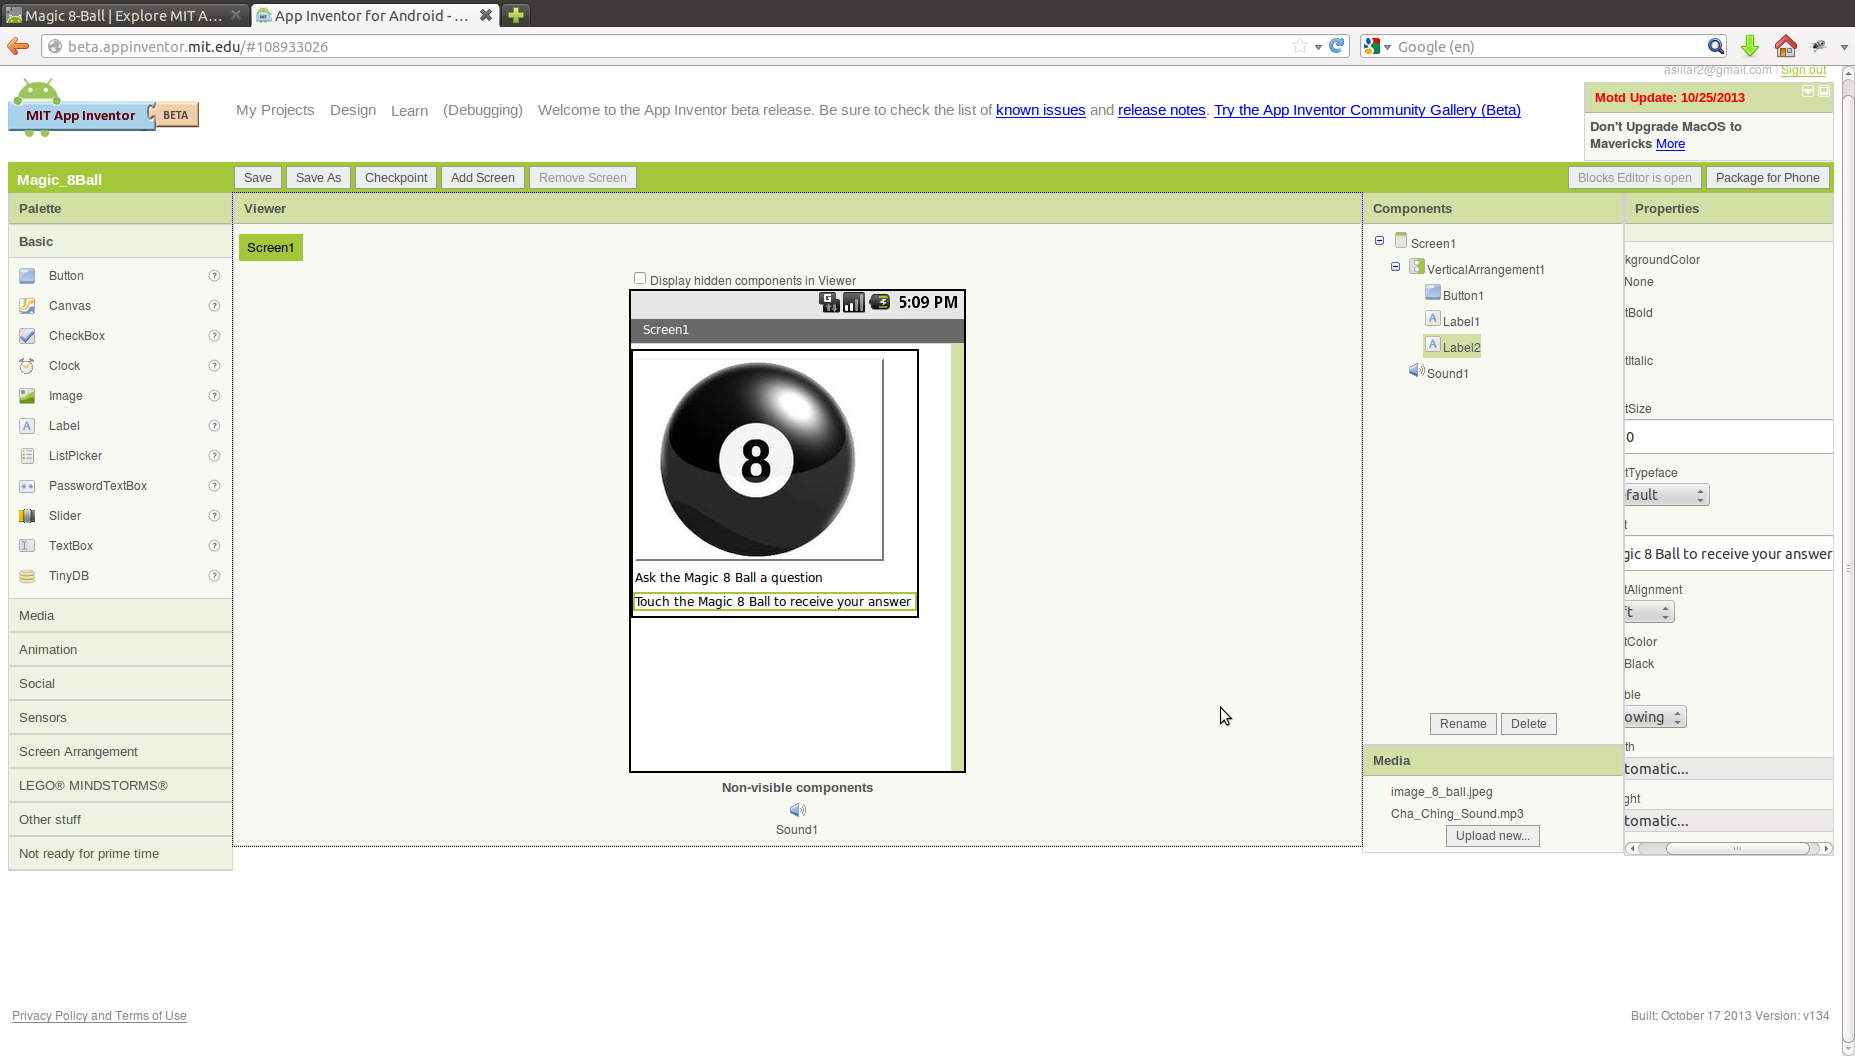 Magic 8-Ball | Explore MIT A...
App Inventor for Android - ...
beta.appinventor.mit.edu/#108933026
Google (en)
asillar2@gmail.com | Sign out
MIT App Inventor BETA
My Projects Design Learn (Debugging) Welcome to the App Inventor beta release. Be sure to check the list of known issues and release notes. Try the App Inventor Community Gallery (Beta)
Motd Update: 10/25/2013
Don't Upgrade MacOS to
Mavericks More
Magic_8Ball
Save Save As Checkpoint Add Screen Remove Screen Blocks Editor is open Package for Phone
Palette
Basic
Button ?
Canvas ?
CheckBox ?
Clock ?
Image ?
A Label ?
ListPicker ?
PasswordTextBox ?
Slider ?
TextBox ?
TinyDB ?
Media
Animation
Social
Sensors
Screen Arrangement
LEGO® MINDSTORMS®
Other stuff
Not ready for prime time
Viewer
Screen1
Display hidden components in Viewer
G 5:09 PM
Screen1
8
Ask the Magic 8 Ball a question
Touch the Magic 8 Ball to receive your answer
Non-visible components
Sound1
Components
Screen1
VerticalArrangement1
Button1
A Label1
A Label2
Sound1
Rename Delete
Media
image_8_ball.jpeg
Cha_Ching_Sound.mp3
Upload new...
Properties
kgroundColor
None
tBold
tItalic
tSize
0
tTypeface
fault
t
gic 8 Ball to receive your answer
tAlignment
ft
tColor
Black
ble
owing
th
tomatic...
ght
tomatic...
Privacy Policy and Terms of Use
Built: October 17 2013 Version: v134